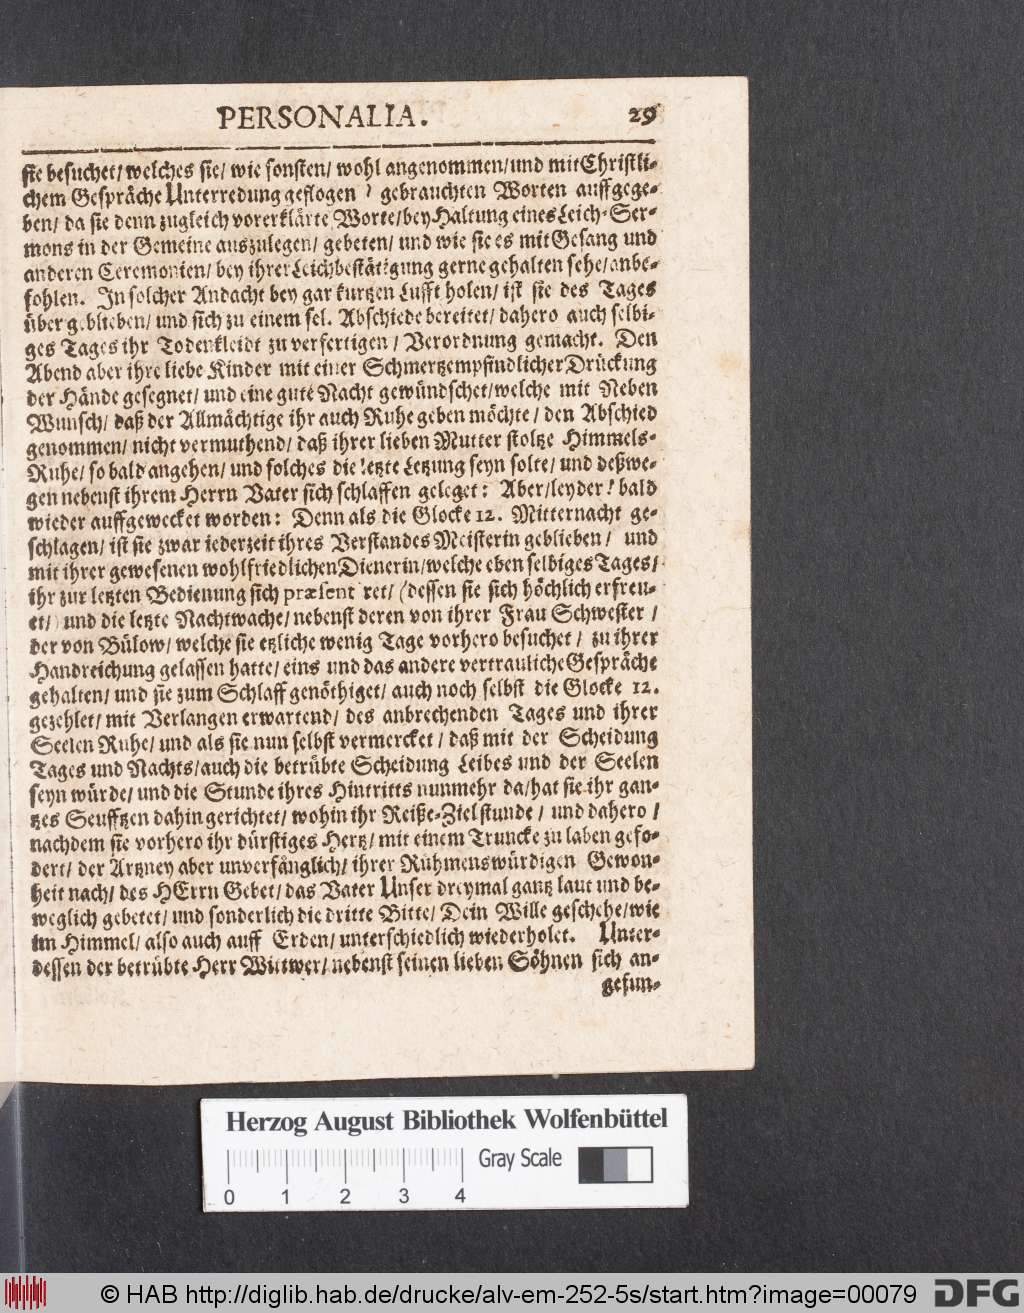 PERSONALIA. 29
sie besuchet/ welches sie/ wie sonsten/ wohl angenommen/ und mit Christli-
chem Gespräche Unterredung gepflogen / gebrauchten Worten auffgege-
ben/ da sie denn zugleich vorerklärte Worte/ bey Haltung eines Leich-Ser-
mons in der Gemeine auszulegen/ gebeten/ und wie sie es mit Gesang und
anderen Ceremonien/ bey ihrer Leichbestätigung gerne gehalten sehe/ anbe-
fohlen. In solcher Andacht bey gar kurtzen Lufft holen/ ist sie des Tages
über geblieben/ und sich zu einem sel. Abschiede bereitet/ dahero auch selbi-
ges Tages ihr Todenkleidt zu verfertigen / Verordnung gemacht. Den
Abend aber ihre liebe Kinder mit einer Schmertzempfindlicher Drückung
der Hände gesegnet/ und eine gute Nacht gewündschet/ welche mit Neben
Wunsch/ daß der Allmächtige ihr auch Ruhe geben möchte / den Abschied
genommen/ nicht vermuthend/ daß ihrer lieben Mutter stoltze Himmels-
Ruhe/ so bald angehen/ und solches die letzte Letzung seyn solte/ und deßwe-
gen nebenst ihrem Herrn Vater sich schlaffen geleget: Aber/ leyder! bald
wieder auffgewecket worden: Denn als die Glocke 12. Mitternacht ge-
schlagen/ ist sie zwar iederzeit ihres Verstandes Meisterin geblieben/ und
mit ihrer gewesenen wohlfriedlichen Dienerin/ welche eben selbiges Tages/
ihr zur letzten Bedienung sich præsent ret/ (dessen sie sich höchlich erfreu-
et/) und die letzte Nachtwache/ nebenst deren von ihrer Frau Schwester /
der von Bülow/ welche sie etzliche wenig Tage vorhero besuchet / zu ihrer
Handreichung gelassen hatte/ eins und das andere vertrauliche Gespräche
gehalten/ und sie zum Schlaff genöthiget/ auch noch selbst die Glocke 12.
gezehlet/ mit Verlangen erwartend/ des anbrechenden Tages und ihrer
Seelen Ruhe/ und als sie nun selbst vermercket / daß mit der Scheidung
Tages und Nachts/ auch die betrübte Scheidung Leibes und der Seelen
seyn würde/ und die Stunde ihres Hintritts nunmehr da/ hat sie ihr gan-
tzes Seufftzen dahin gerichtet/ wohin ihr Reiße-Ziel stunde / und dahero /
nachdem sie vorhero ihr dürstiges Hertz/ mit einem Truncke zu laben gefo-
dert/ der Artzney aber unverfänglich/ ihrer Rühmenswürdigen Gewon-
heit nach/ des HErrn Gebet/ das Vater Unser dreymal gantz laut und be-
weglich gebetet/ und sonderlich die dritte Bitte/ Dein Wille geschehe/ wie
im Himmel/ also auch auff Erden/ unterschiedlich wiederholet. Unter-
dessen der betrübte Herr Wittwer/ nebenst seinen lieben Söhnen sich an-
gefun-
Herzog August Bibliothek Wolfenbüttel
Gray Scale
0 1 2 3 4
© HAB http://diglib.hab.de/drucke/alv-em-252-5s/start.htm?image=00079 DFG